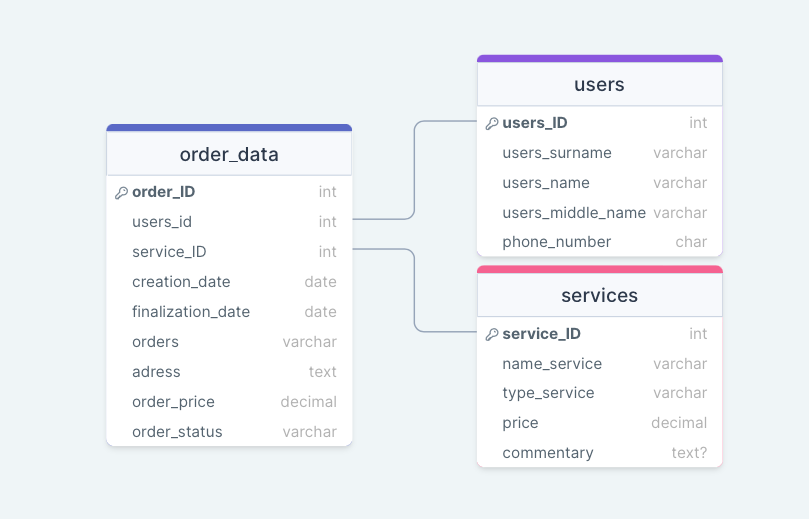 order_data
order_ID int
users_id int
service_ID int
creation_date date
finalization_date date
orders varchar
adress text
order_price decimal
order_status varchar
users
users_ID int
users_surname varchar
users_name varchar
users_middle_name varchar
phone_number char
services
service_ID int
name_service varchar
type_service varchar
price decimal
commentary text?